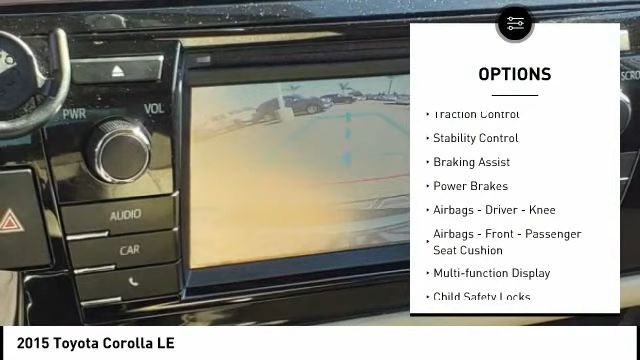 PWR
VOL
AUDIO
CAR
OPTIONS
Traction Control
Stability Control
Braking Assist
Power Brakes
Airbags - Driver - Knee
Airbags - Front - Passenger
Seat Cushion
Multi-function Display
Child Safety Locks
2015 Toyota Corolla LE